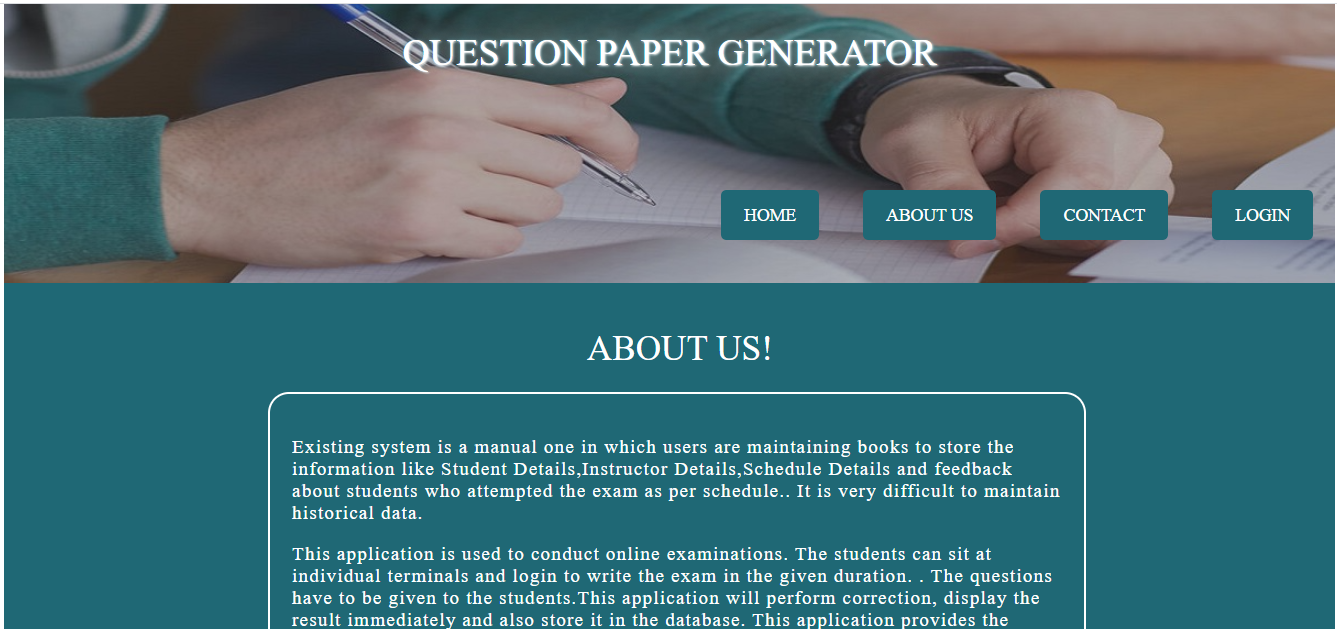 QUESTION PAPER GENERATOR
HOME ABOUT US CONTACT LOGIN
ABOUT US!
Existing system is a manual one in which users are maintaining books to store the
information like Student Details,Instructor Details,Schedule Details and feedback
about students who attempted the exam as per schedule.. It is very difficult to maintain
historical data.
This application is used to conduct online examinations. The students can sit at
individual terminals and login to write the exam in the given duration. . The questions
have to be given to the students.This application will perform correction, display the
result immediately and also store it in the database. This application provides the